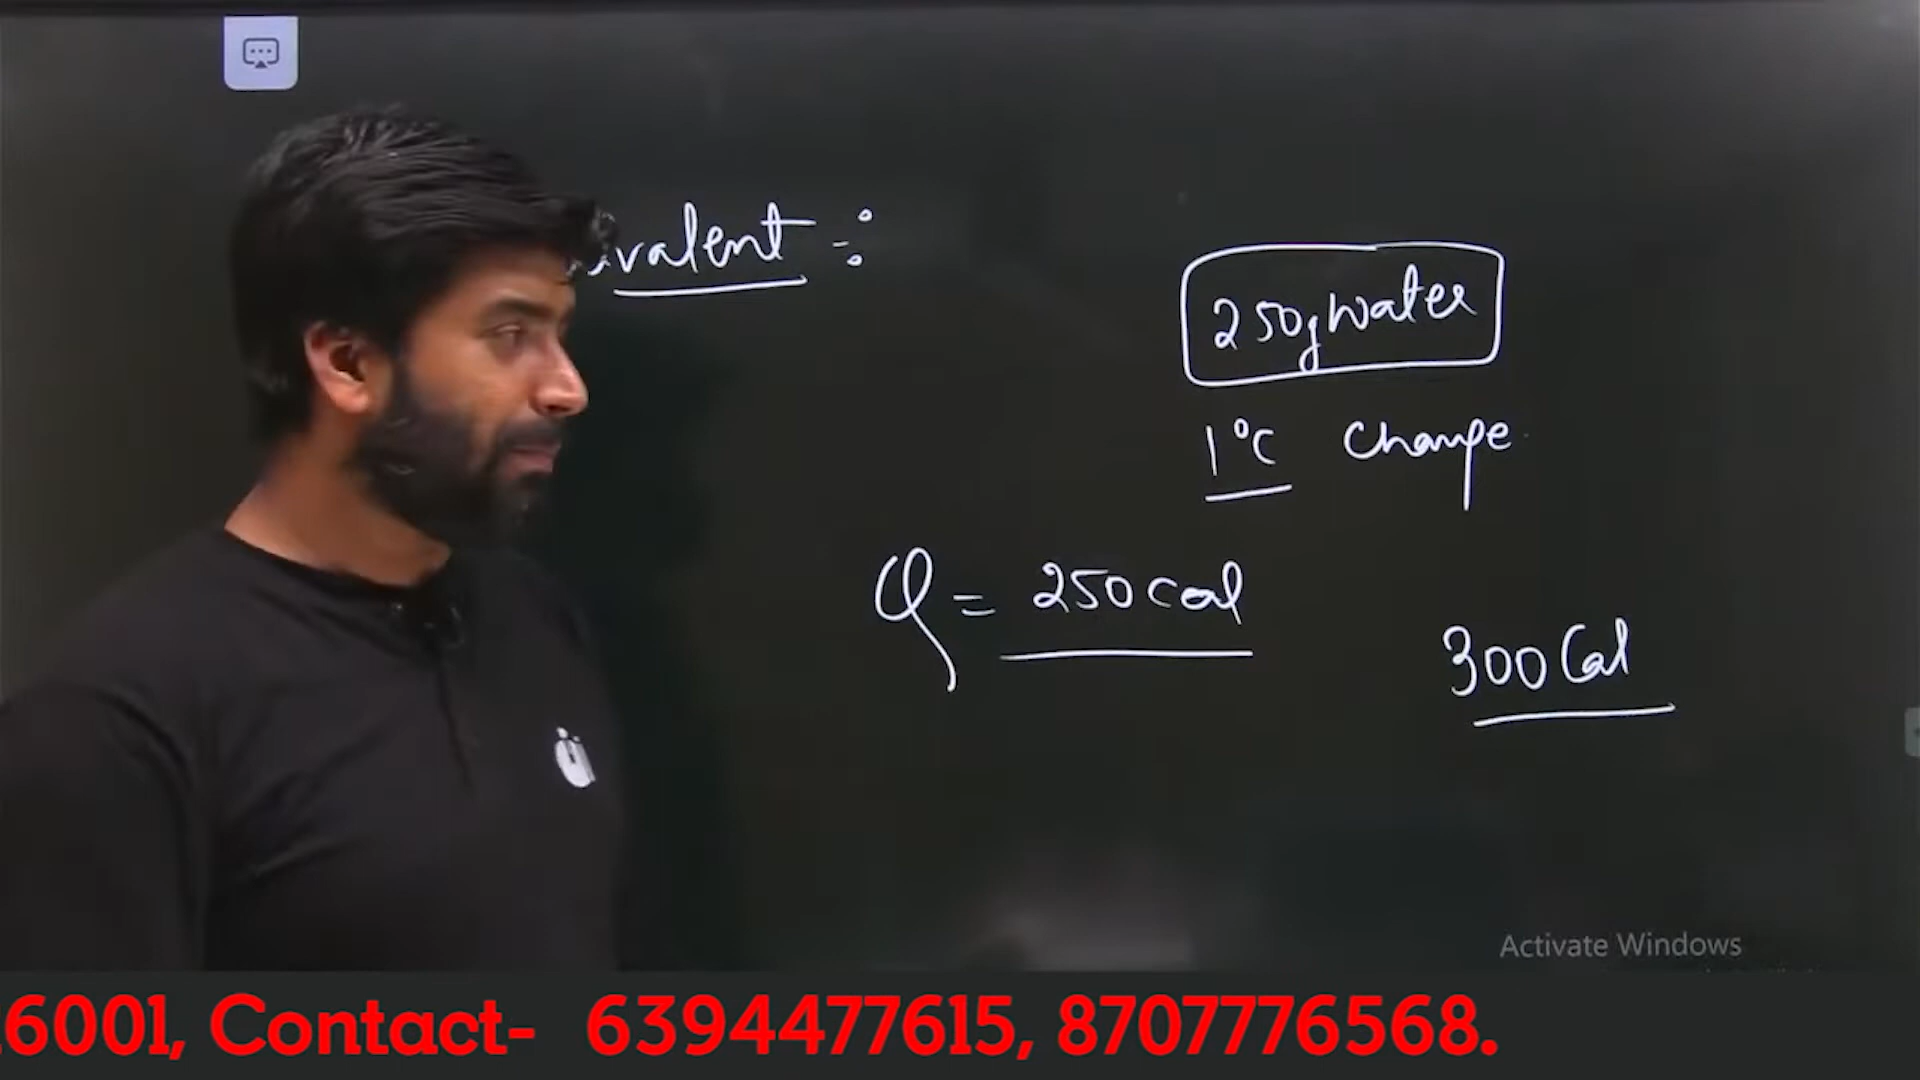 valent :
250g water
1°C Change
Q = 250 cal
300 Cal
Activate Windows
6001, Contact- 6394477615, 8707776568.